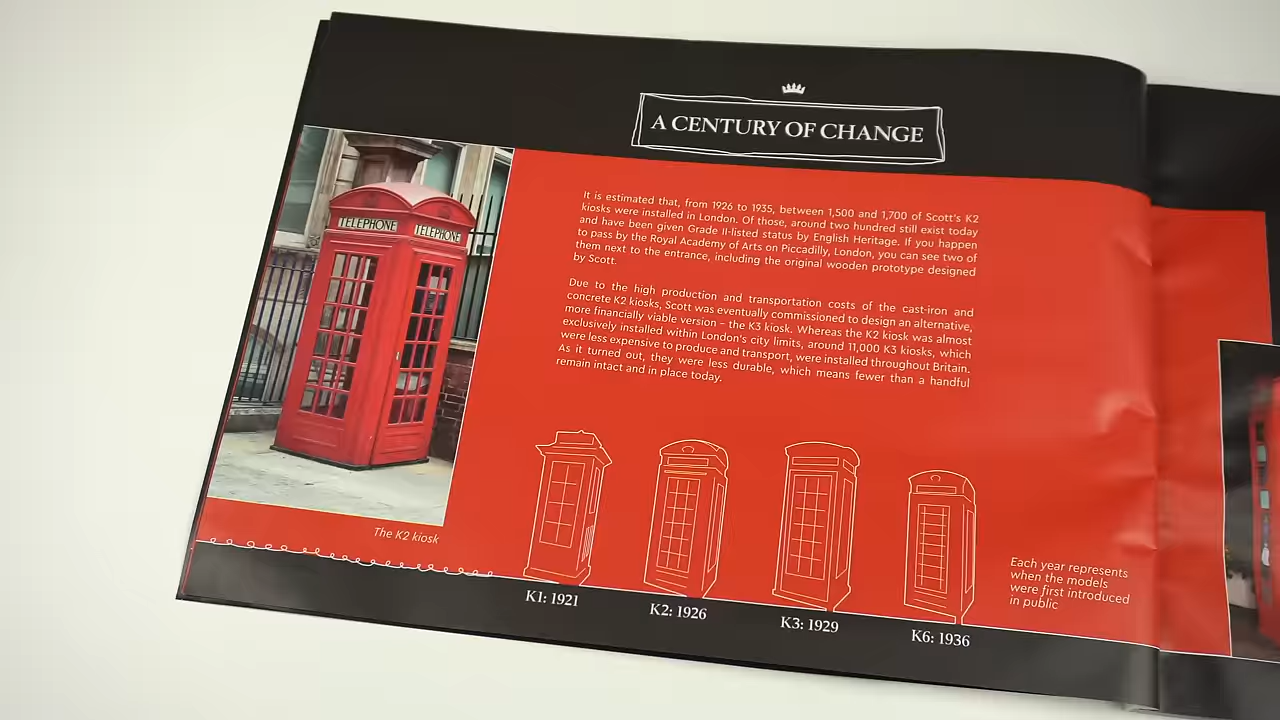 A CENTURY OF CHANGE
TELEPHONE
TELEPHONE
It is estimated that, from 1926 to 1935, between 1,500 and 1,700 of Scott's K2
kiosks were installed in London. Of those, around two hundred still exist today
and have been given Grade II-listed status by English Heritage. If you happen
to pass by the Royal Academy of Arts on Piccadilly, London, you can see two of
them next to the entrance, including the original wooden prototype designed
by Scott.
Due to the high production and transportation costs of the cast-iron and
concrete K2 kiosks, Scott was eventually commissioned to design an alternative,
more financially viable version – the K3 kiosk. Whereas the K2 kiosk was almost
exclusively installed within London's city limits, around 11,000 K3 kiosks, which
were less expensive to produce and transport, were installed throughout Britain.
As it turned out, they were less durable, which means fewer than a handful
remain intact and in place today.
The K2 kiosk
K1: 1921
K2: 1926
K3: 1929
K6: 1936
Each year represents
when the models
were first introduced
in public